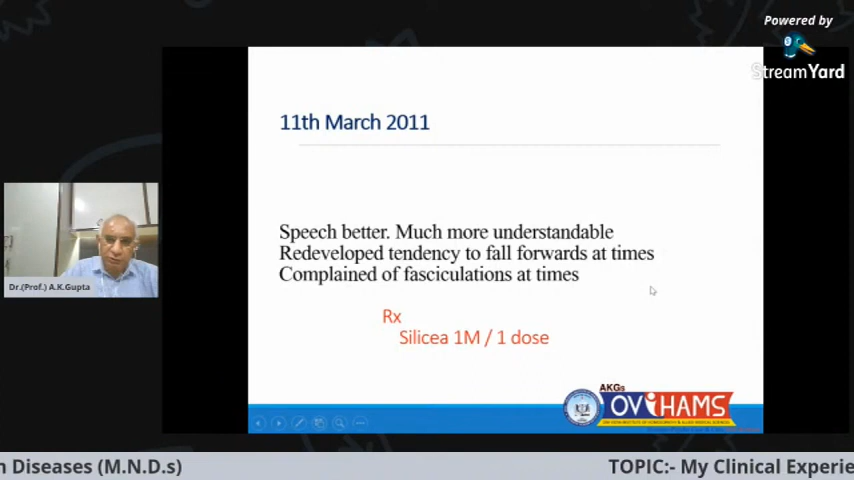 Powered by
StreamYard
11th March 2011
Speech better. Much more understandable
Redeveloped tendency to fall forwards at times
Complained of fasciculations at times
Rx
Silicea 1M / 1 dose
Dr.(Prof.) A.K.Gupta
AKGs
OVIHAMS
n Diseases (M.N.D.s)
TOPIC:- My Clinical Experie